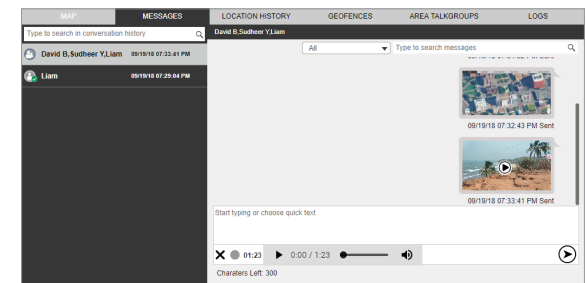 MAP MESSAGES LOCATION HISTORY GEOFENCES AREA TALKGROUPS LOGS
Type to search in conversation history
David B,Sudheer Y,Liam 09/19/18 07:33:41 PM
Liam 09/19/18 07:29:04 PM
David B,Sudheer Y,Liam
All Type to search messages
09/19/18 07:32:43 PM Sent
09/19/18 07:33:41 PM Sent
Start typing or choose quick text
01:23 0:00 / 1:23
Charaters Left: 300